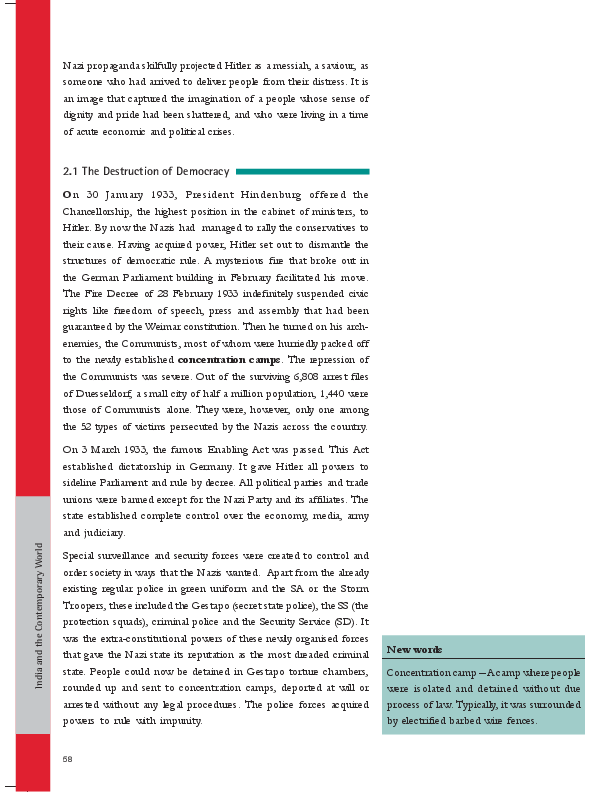 Nazi propaganda skilfully projected Hitler as a messiah, a saviour, as
someone who had arrived to deliver people from their distress. It is
an image that captured the imagination of a people whose sense of
dignity and pride had been shattered, and who were living in a time
of acute economic and political crises.
2.1 The Destruction of Democracy
On 30 January 1933, President Hindenburg offered the
Chancellorship, the highest position in the cabinet of ministers, to
Hitler. By now the Nazis had managed to rally the conservatives to
their cause. Having acquired power, Hitler set out to dismantle the
structures of democratic rule. A mysterious fire that broke out in
the German Parliament building in February facilitated his move.
The Fire Decree of 28 February 1933 indefinitely suspended civic
rights like freedom of speech, press and assembly that had been
guaranteed by the Weimar constitution. Then he turned on his arch-
enemies, the Communists, most of whom were hurriedly packed off
to the newly established concentration camps. The repression of
the Communists was severe. Out of the surviving 6,808 arrest files
of Duesseldorf, a small city of half a million population, 1,440 were
those of Communists alone. They were, however, only one among
the 52 types of victims persecuted by the Nazis across the country.
On 3 March 1933, the famous Enabling Act was passed. This Act
established dictatorship in Germany. It gave Hitler all powers to
sideline Parliament and rule by decree. All political parties and trade
unions were banned except for the Nazi Party and its affiliates. The
state established complete control over the economy, media, army
and judiciary.
Special surveillance and security forces were created to control and
order society in ways that the Nazis wanted. Apart from the already
existing regular police in green uniform and the SA or the Storm
Troopers, these included the Gestapo (secret state police), the SS (the
protection squads), criminal police and the Security Service (SD). It
was the extra-constitutional powers of these newly organised forces
that gave the Nazi state its reputation as the most dreaded criminal
state. People could now be detained in Gestapo torture chambers,
rounded up and sent to concentration camps, deported at will or
arrested without any legal procedures. The police forces acquired
powers to rule with impunity.
New words
Concentration camp – A camp where people
were isolated and detained without due
process of law. Typically, it was surrounded
by electrified barbed wire fences.
India and the Contemporary World
58